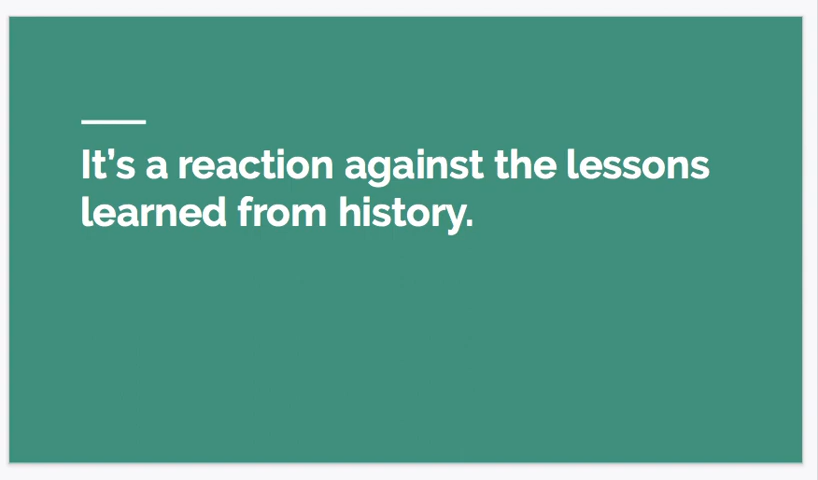 It’s a reaction against the lessons
learned from history.